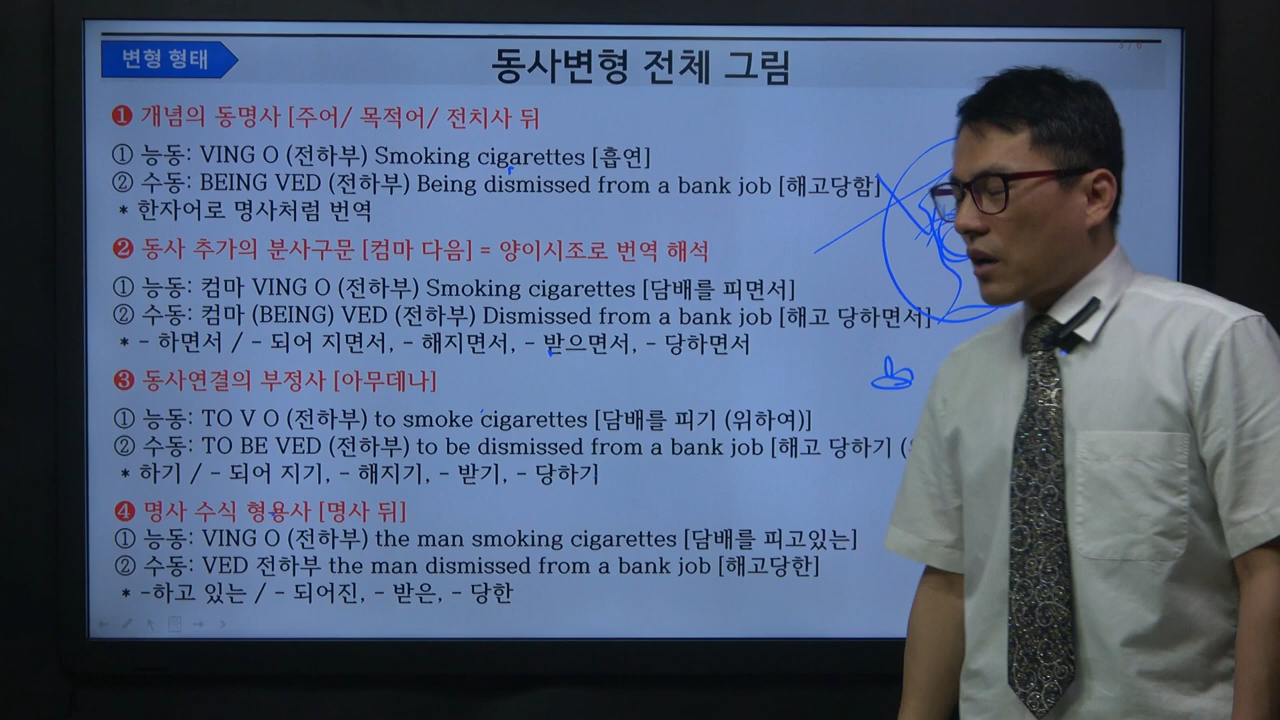 변형 형태
동사변형 전체 그림
❶ 개념의 동명사 [주어/ 목적어/ 전치사 뒤
① 능동: VING O (전하부) Smoking cigarettes [흡연]
② 수동: BEING VED (전하부) Being dismissed from a bank job [해고당함]
* 한자어로 명사처럼 번역
❷ 동사 추가의 분사구문 [컴마 다음] = 양이시조로 번역 해석
① 능동: 컴마 VING O (전하부) Smoking cigarettes [담배를 피면서]
② 수동: 컴마 (BEING) VED (전하부) Dismissed from a bank job [해고 당하면서]
* - 하면서 / - 되어 지면서, - 해지면서, - 받으면서, - 당하면서
❸ 동사연결의 부정사 [아무데나]
① 능동: TO V O (전하부) to smoke cigarettes [담배를 피기 (위하여)]
② 수동: TO BE VED (전하부) to be dismissed from a bank job [해고 당하기
* 하기 / - 되어 지기, - 해지기, - 받기, - 당하기
❹ 명사 수식 형용사 [명사 뒤]
① 능동: VING O (전하부) the man smoking cigarettes [담배를 피고있는]
② 수동: VED 전하부 the man dismissed from a bank job [해고당한]
* -하고 있는 / - 되어진, - 받은, - 당한